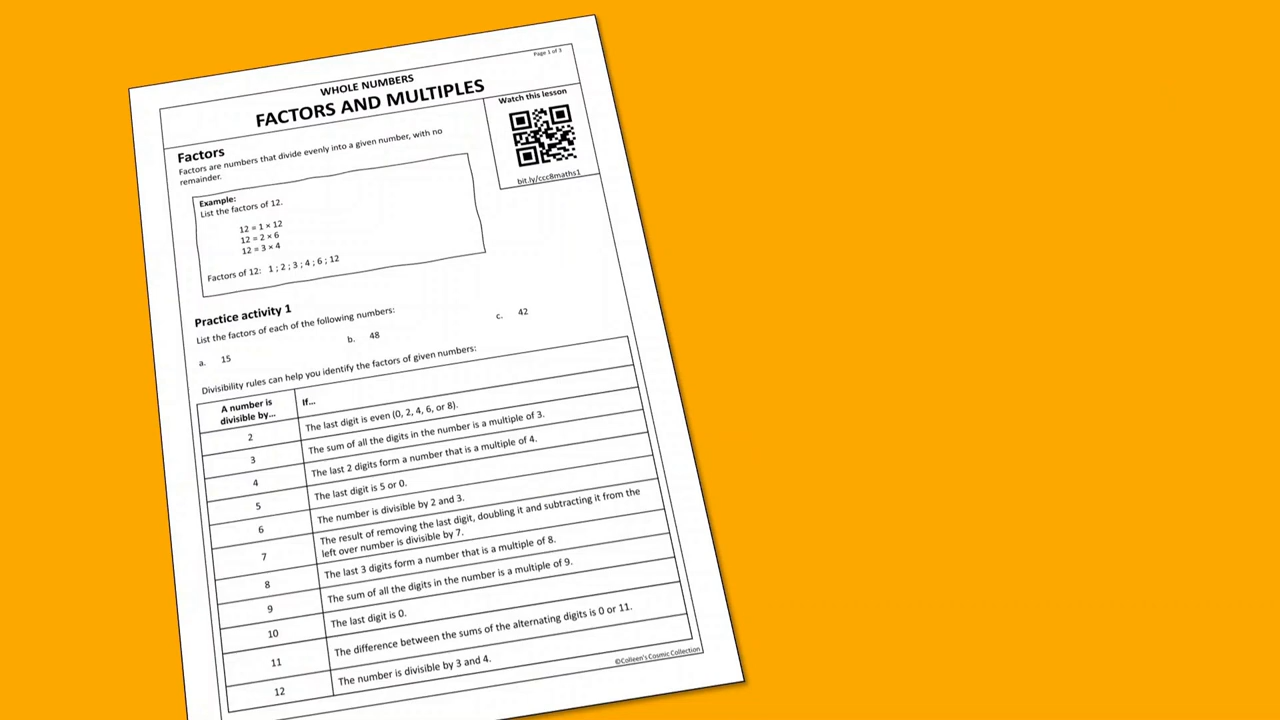 Page 1 of 3
WHOLE NUMBERS
FACTORS AND MULTIPLES
Watch this lesson
bit.ly/ccc8maths1
Factors
Factors are numbers that divide evenly into a given number, with no
remainder.
Example:
List the factors of 12.
12 = 1 × 12
12 = 2 × 6
12 = 3 × 4
Factors of 12: 1 ; 2 ; 3 ; 4 ; 6 ; 12
Practice activity 1
List the factors of each of the following numbers:
a. 15 b. 48 c. 42
Divisibility rules can help you identify the factors of given numbers:
A number is
divisible by... If...
2 The last digit is even (0, 2, 4, 6, or 8).
3 The sum of all the digits in the number is a multiple of 3.
4 The last 2 digits form a number that is a multiple of 4.
5 The last digit is 5 or 0.
6 The number is divisible by 2 and 3.
7 The result of removing the last digit, doubling it and subtracting it from the
left over number is divisible by 7.
8 The last 3 digits form a number that is a multiple of 8.
9 The sum of all the digits in the number is a multiple of 9.
10 The last digit is 0.
11 The difference between the sums of the alternating digits is 0 or 11.
12 The number is divisible by 3 and 4.
©Colleen's Cosmic Collection